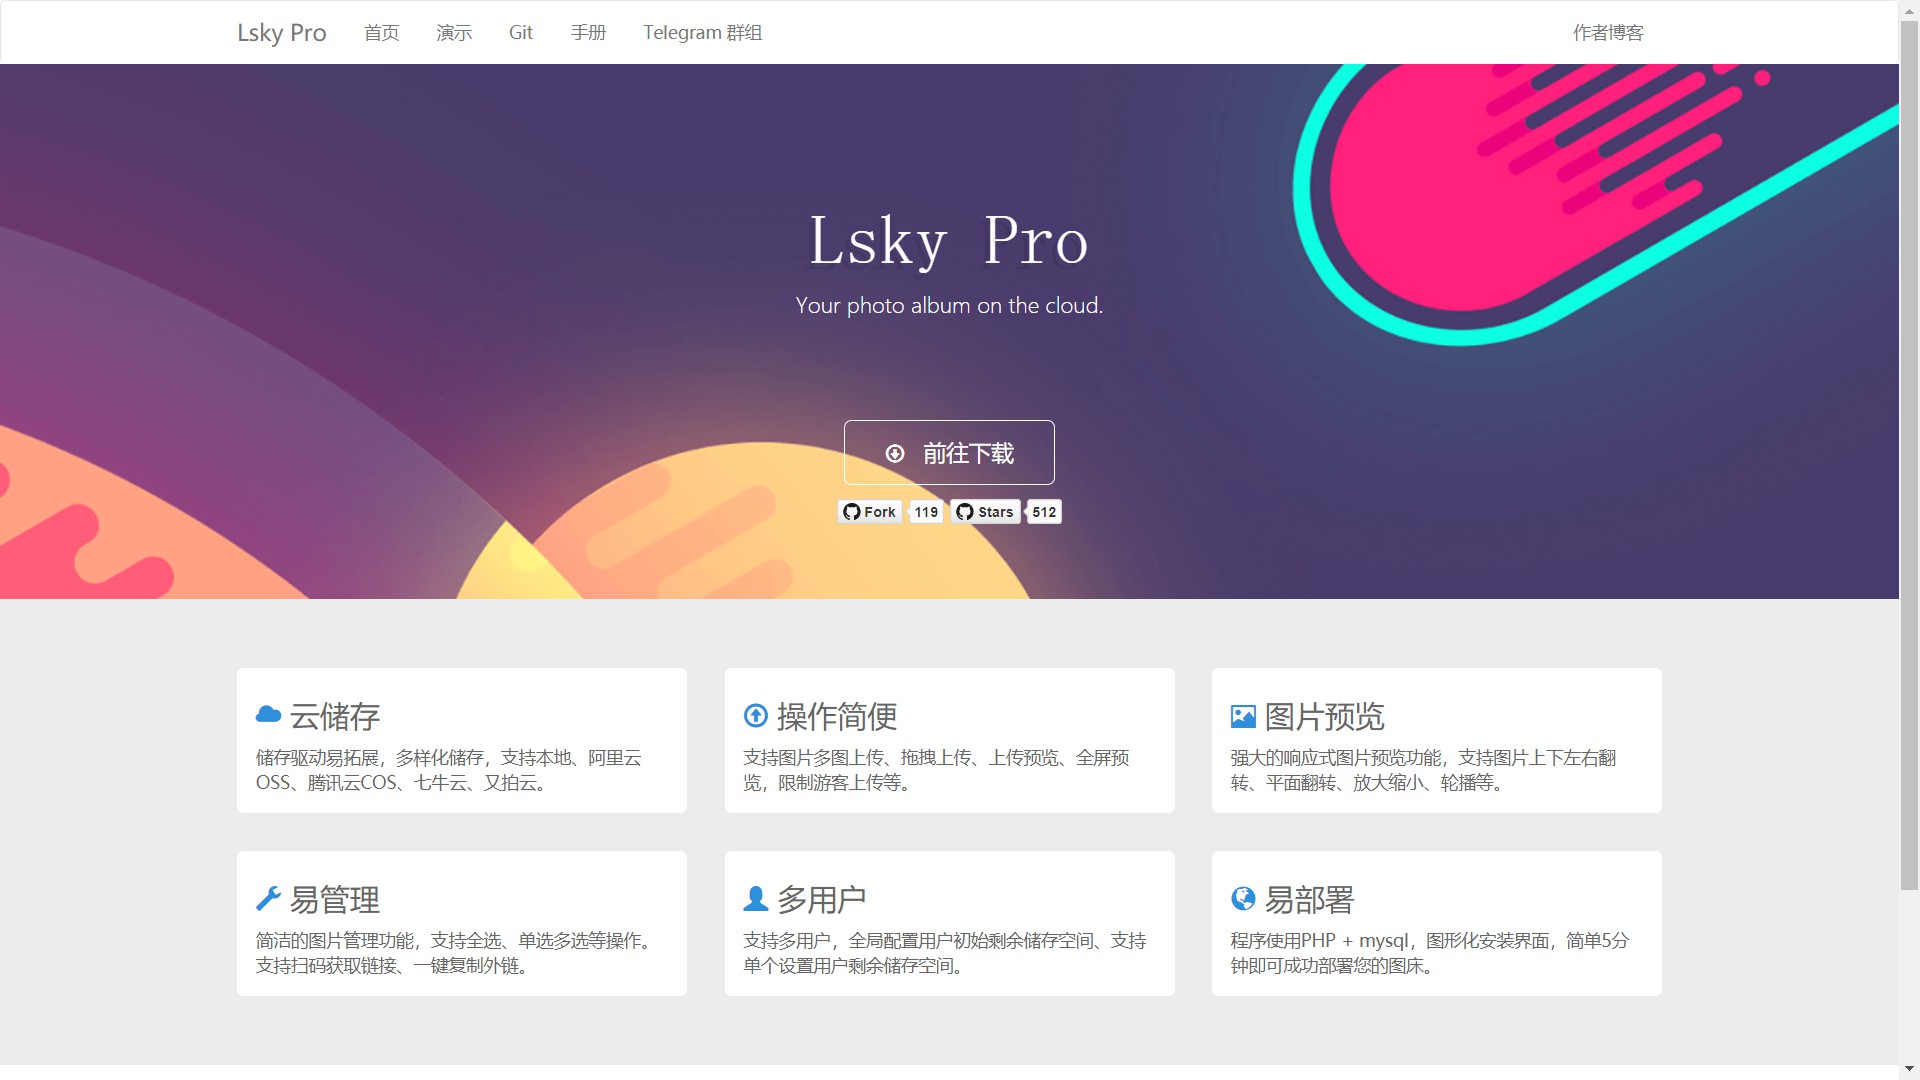 Lsky Pro 首页 演示 Git 手册 Telegram 群组 作者博客
Lsky Pro
Your photo album on the cloud.
前往下载
Fork 119 Stars 512
云储存
储存驱动易拓展，多样化储存，支持本地、阿里云
OSS、腾讯云COS、七牛云、又拍云。
操作简便
支持图片多图上传、拖拽上传、上传预览、全屏预
览，限制游客上传等。
图片预览
强大的响应式图片预览功能，支持图片上下左右翻
转、平面翻转、放大缩小、轮播等。
易管理
简洁的图片管理功能，支持全选、单选多选等操作。
支持扫码获取链接、一键复制外链。
多用户
支持多用户，全局配置用户初始剩余储存空间、支持
单个设置用户剩余储存空间。
易部署
程序使用PHP + mysql，图形化安装界面，简单5分
钟即可成功部署您的图床。